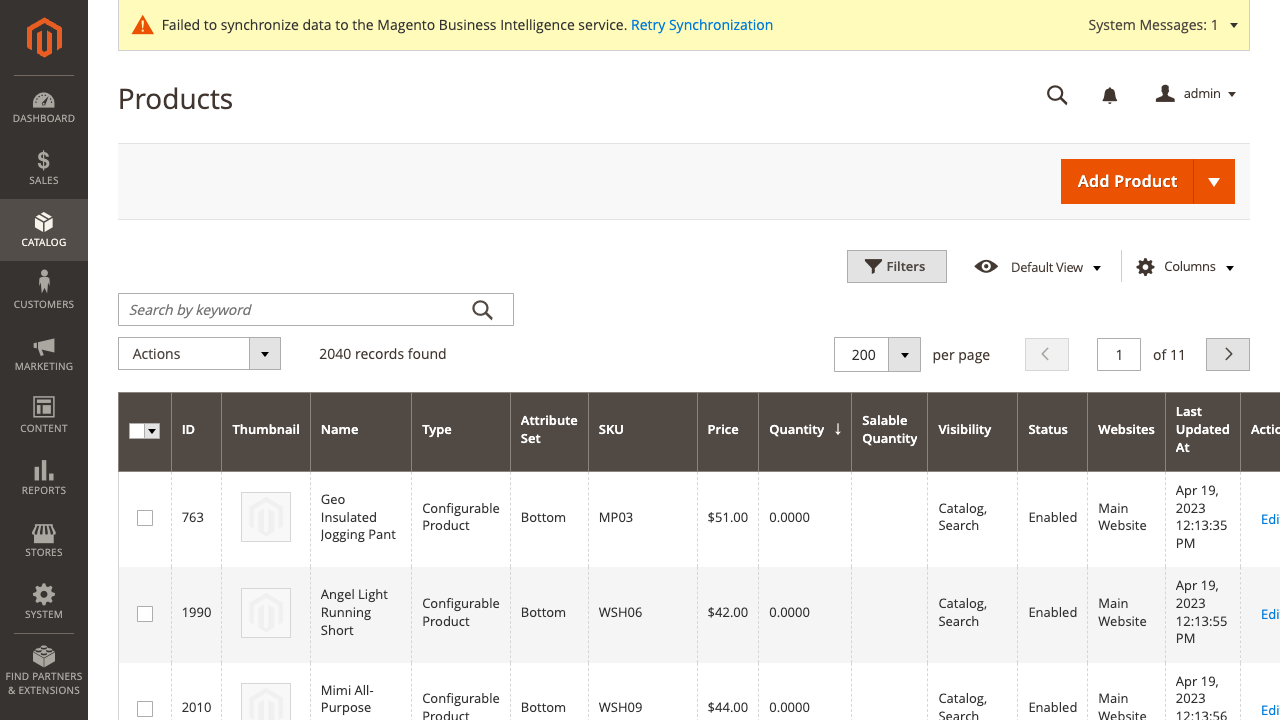 Failed to synchronize data to the Magento Business Intelligence service. Retry Synchronization
System Messages: 1
DASHBOARD
SALES
CATALOG
CUSTOMERS
MARKETING
CONTENT
REPORTS
STORES
SYSTEM
FIND PARTNERS
& EXTENSIONS
Products
admin
Add Product
Filters
Default View
Columns
Search by keyword
Actions
2040 records found
200
per page
1
of 11
ID
Thumbnail
Name
Type
Attribute
Set
SKU
Price
Quantity ↓
Salable
Quantity
Visibility
Status
Websites
Last
Updated
At
Actio
763
Geo
Insulated
Jogging Pant
Configurable
Product
Bottom
MP03
$51.00
0.0000
Catalog,
Search
Enabled
Main
Website
Apr 19,
2023
12:13:35
PM
Edi
1990
Angel Light
Running
Short
Configurable
Product
Bottom
WSH06
$42.00
0.0000
Catalog,
Search
Enabled
Main
Website
Apr 19,
2023
12:13:55
PM
Edi
2010
Mimi All-
Purpose
Configurable
Product
Bottom
WSH09
$44.00
0.0000
Catalog,
Search
Enabled
Main
Website
Apr 19,
2023
12:13:56
Edi